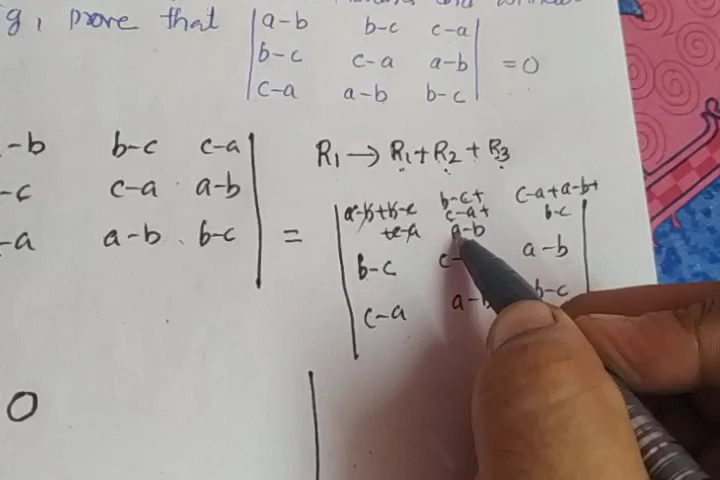 g, prove that |a-b b-c c-a|
|b-c c-a a-b| =0
|c-a a-b b-c|
-b b-c c-a|
-c c-a a-b|
-a a-b b-c|
R1 → R1+R2+R3
= |a-b+b-c+c-a b-c+c-a+a-b c-a+a-b+b-c|
|b-c c- a-b|
|c-a a-b b-c|
0